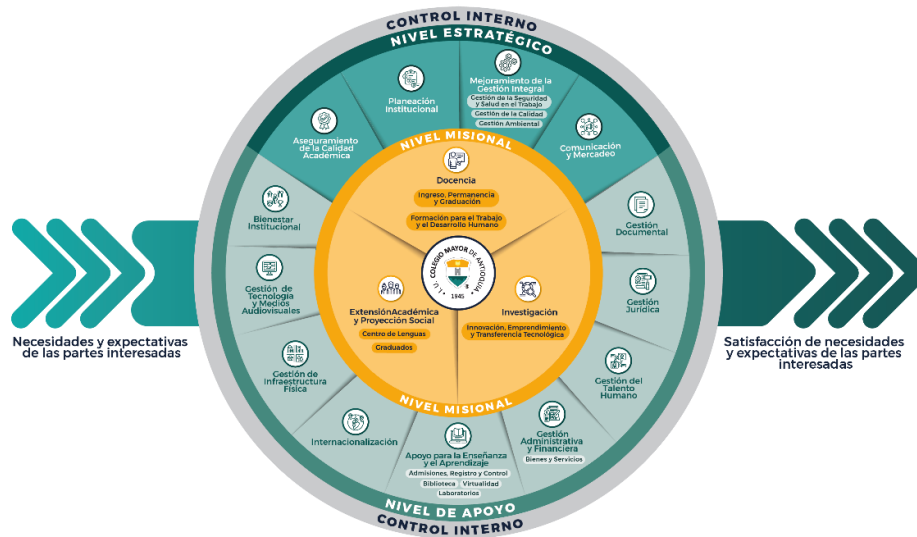 CONTROL INTERNO
NIVEL ESTRATÉGICO
Mejoramiento de la
Gestión Integral
Gestión de la Seguridad
y Salud en el Trabajo
Gestión de la Calidad
Gestión Ambiental
Planeación
Institucional
Aseguramiento
de la Calidad
Académica
Comunicación
y Mercadeo
NIVEL MISIONAL
Docencia
Ingreso, Permanencia
y Graduación
Formación para el Trabajo
y el Desarrollo Humano
Bienestar
Institucional
Gestión
Documental
I. U. COLEGIO MAYOR DE ANTIOQUIA
1945
Gestión de
Tecnología
y Medios
Audiovisuales
Gestión
Jurídica
ExtensiónAcadémica
y Proyección Social
Centro de Lenguas
Graduados
Investigación
Innovación, Emprendimiento
y Transferencia Tecnológica
Necesidades y expectativas
de las partes interesadas
Satisfacción de necesidades
y expectativas de las partes
interesadas
Gestión de
Infraestructura
Física
Gestión del
Talento
Humano
NIVEL MISIONAL
Internacionalización
Apoyo para la Enseñanza
y el Aprendizaje
Admisiones, Registro y Control
Biblioteca
Virtualidad
Laboratorios
Gestión
Administrativa
y Financiera
Bienes y Servicios
NIVEL DE APOYO
CONTROL INTERNO